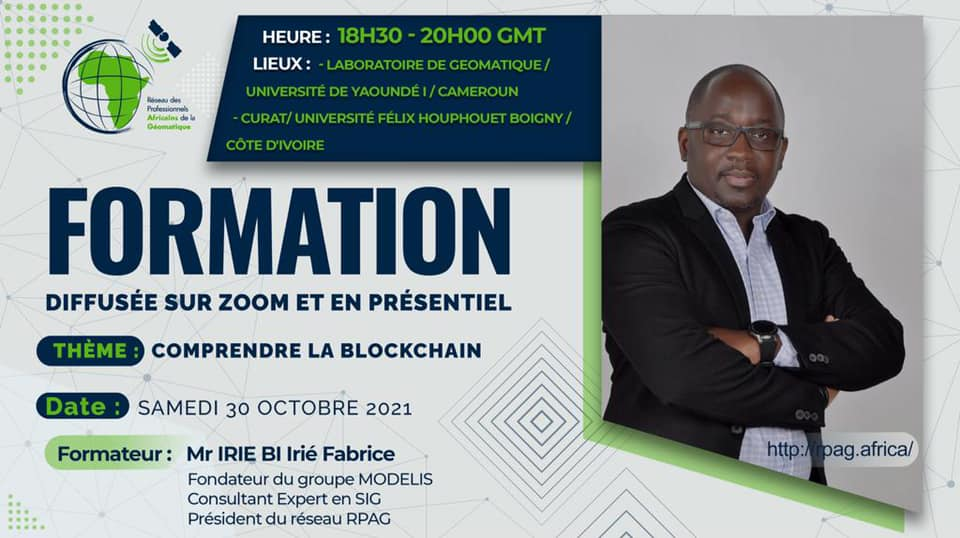 Réseau des
Professionnels
Africains de la
Géomatique
HEURE : 18H30 - 20H00 GMT
LIEUX : - LABORATOIRE DE GEOMATIQUE /
UNIVERSITÉ DE YAOUNDÉ I / CAMEROUN
- CURAT/ UNIVERSITÉ FÉLIX HOUPHOUET BOIGNY /
CÔTE D'IVOIRE
FORMATION
DIFFUSÉE SUR ZOOM ET EN PRÉSENTIEL
THÈME : COMPRENDRE LA BLOCKCHAIN
Date : SAMEDI 30 OCTOBRE 2021
Formateur : Mr IRIE BI Irié Fabrice
Fondateur du groupe MODELIS
Consultant Expert en SIG
Président du réseau RPAG
http://rpag.africa/